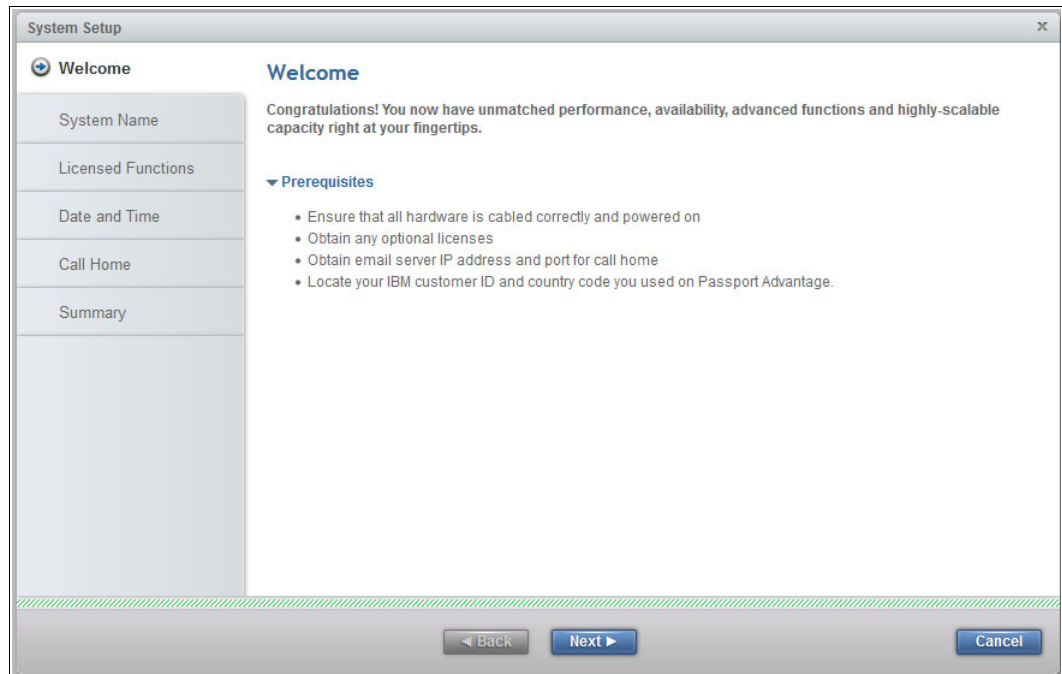 System Setup
x
Welcome
System Name
Licensed Functions
Date and Time
Call Home
Summary
Welcome
Congratulations! You now have unmatched performance, availability, advanced functions and highly-scalable
capacity right at your fingertips.
Prerequisites
• Ensure that all hardware is cabled correctly and powered on
• Obtain any optional licenses
• Obtain email server IP address and port for call home
• Locate your IBM customer ID and country code you used on Passport Advantage.
◄ Back
Next ►
Cancel